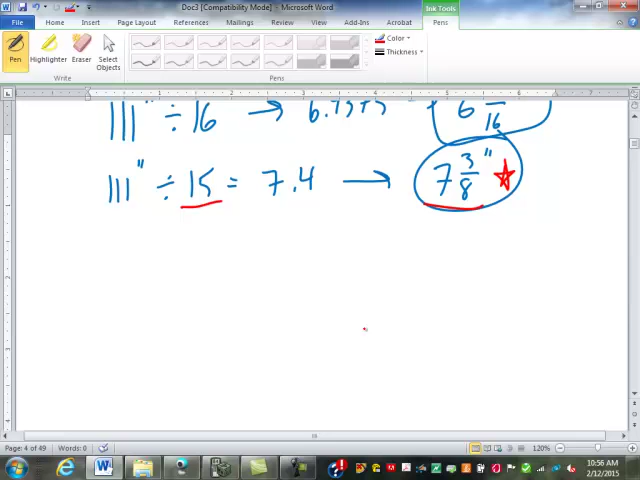 Doc3 [Compatibility Mode] - Microsoft Word
Ink Tools
File Home Insert Page Layout References Mailings Review View Add-Ins Acrobat Pens
Pen Highlighter Eraser Select Objects
Color
Thickness
Write Pens
111" ÷ 16 → 6 /16
111" ÷ 15 = 7.4 → 7 3/8"
Page: 4 of 49 Words: 0 120%
10:56 AM
2/12/2015